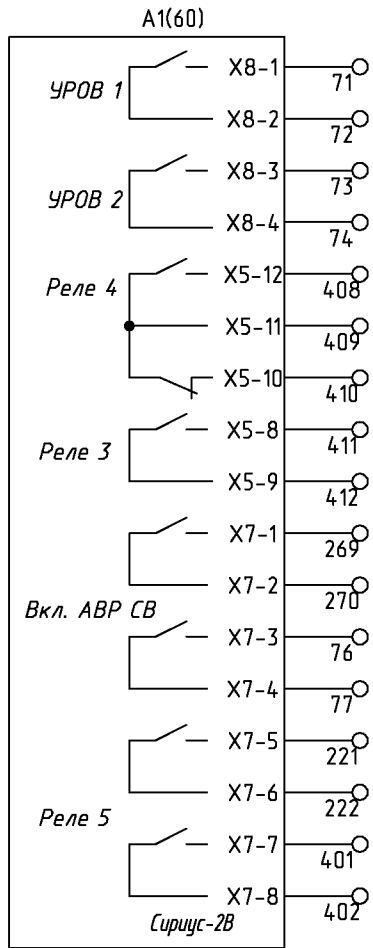 A1(60)
X8-1
71
УРОВ 1
X8-2
72
X8-3
73
УРОВ 2
X8-4
74
Реле 4
X5-12
408
X5-11
409
X5-10
410
X5-8
411
Реле 3
X5-9
412
X7-1
269
X7-2
270
Вкл. АВР СВ
X7-3
76
X7-4
77
X7-5
221
X7-6
222
Реле 5
X7-7
401
X7-8
402
Сириус-2В